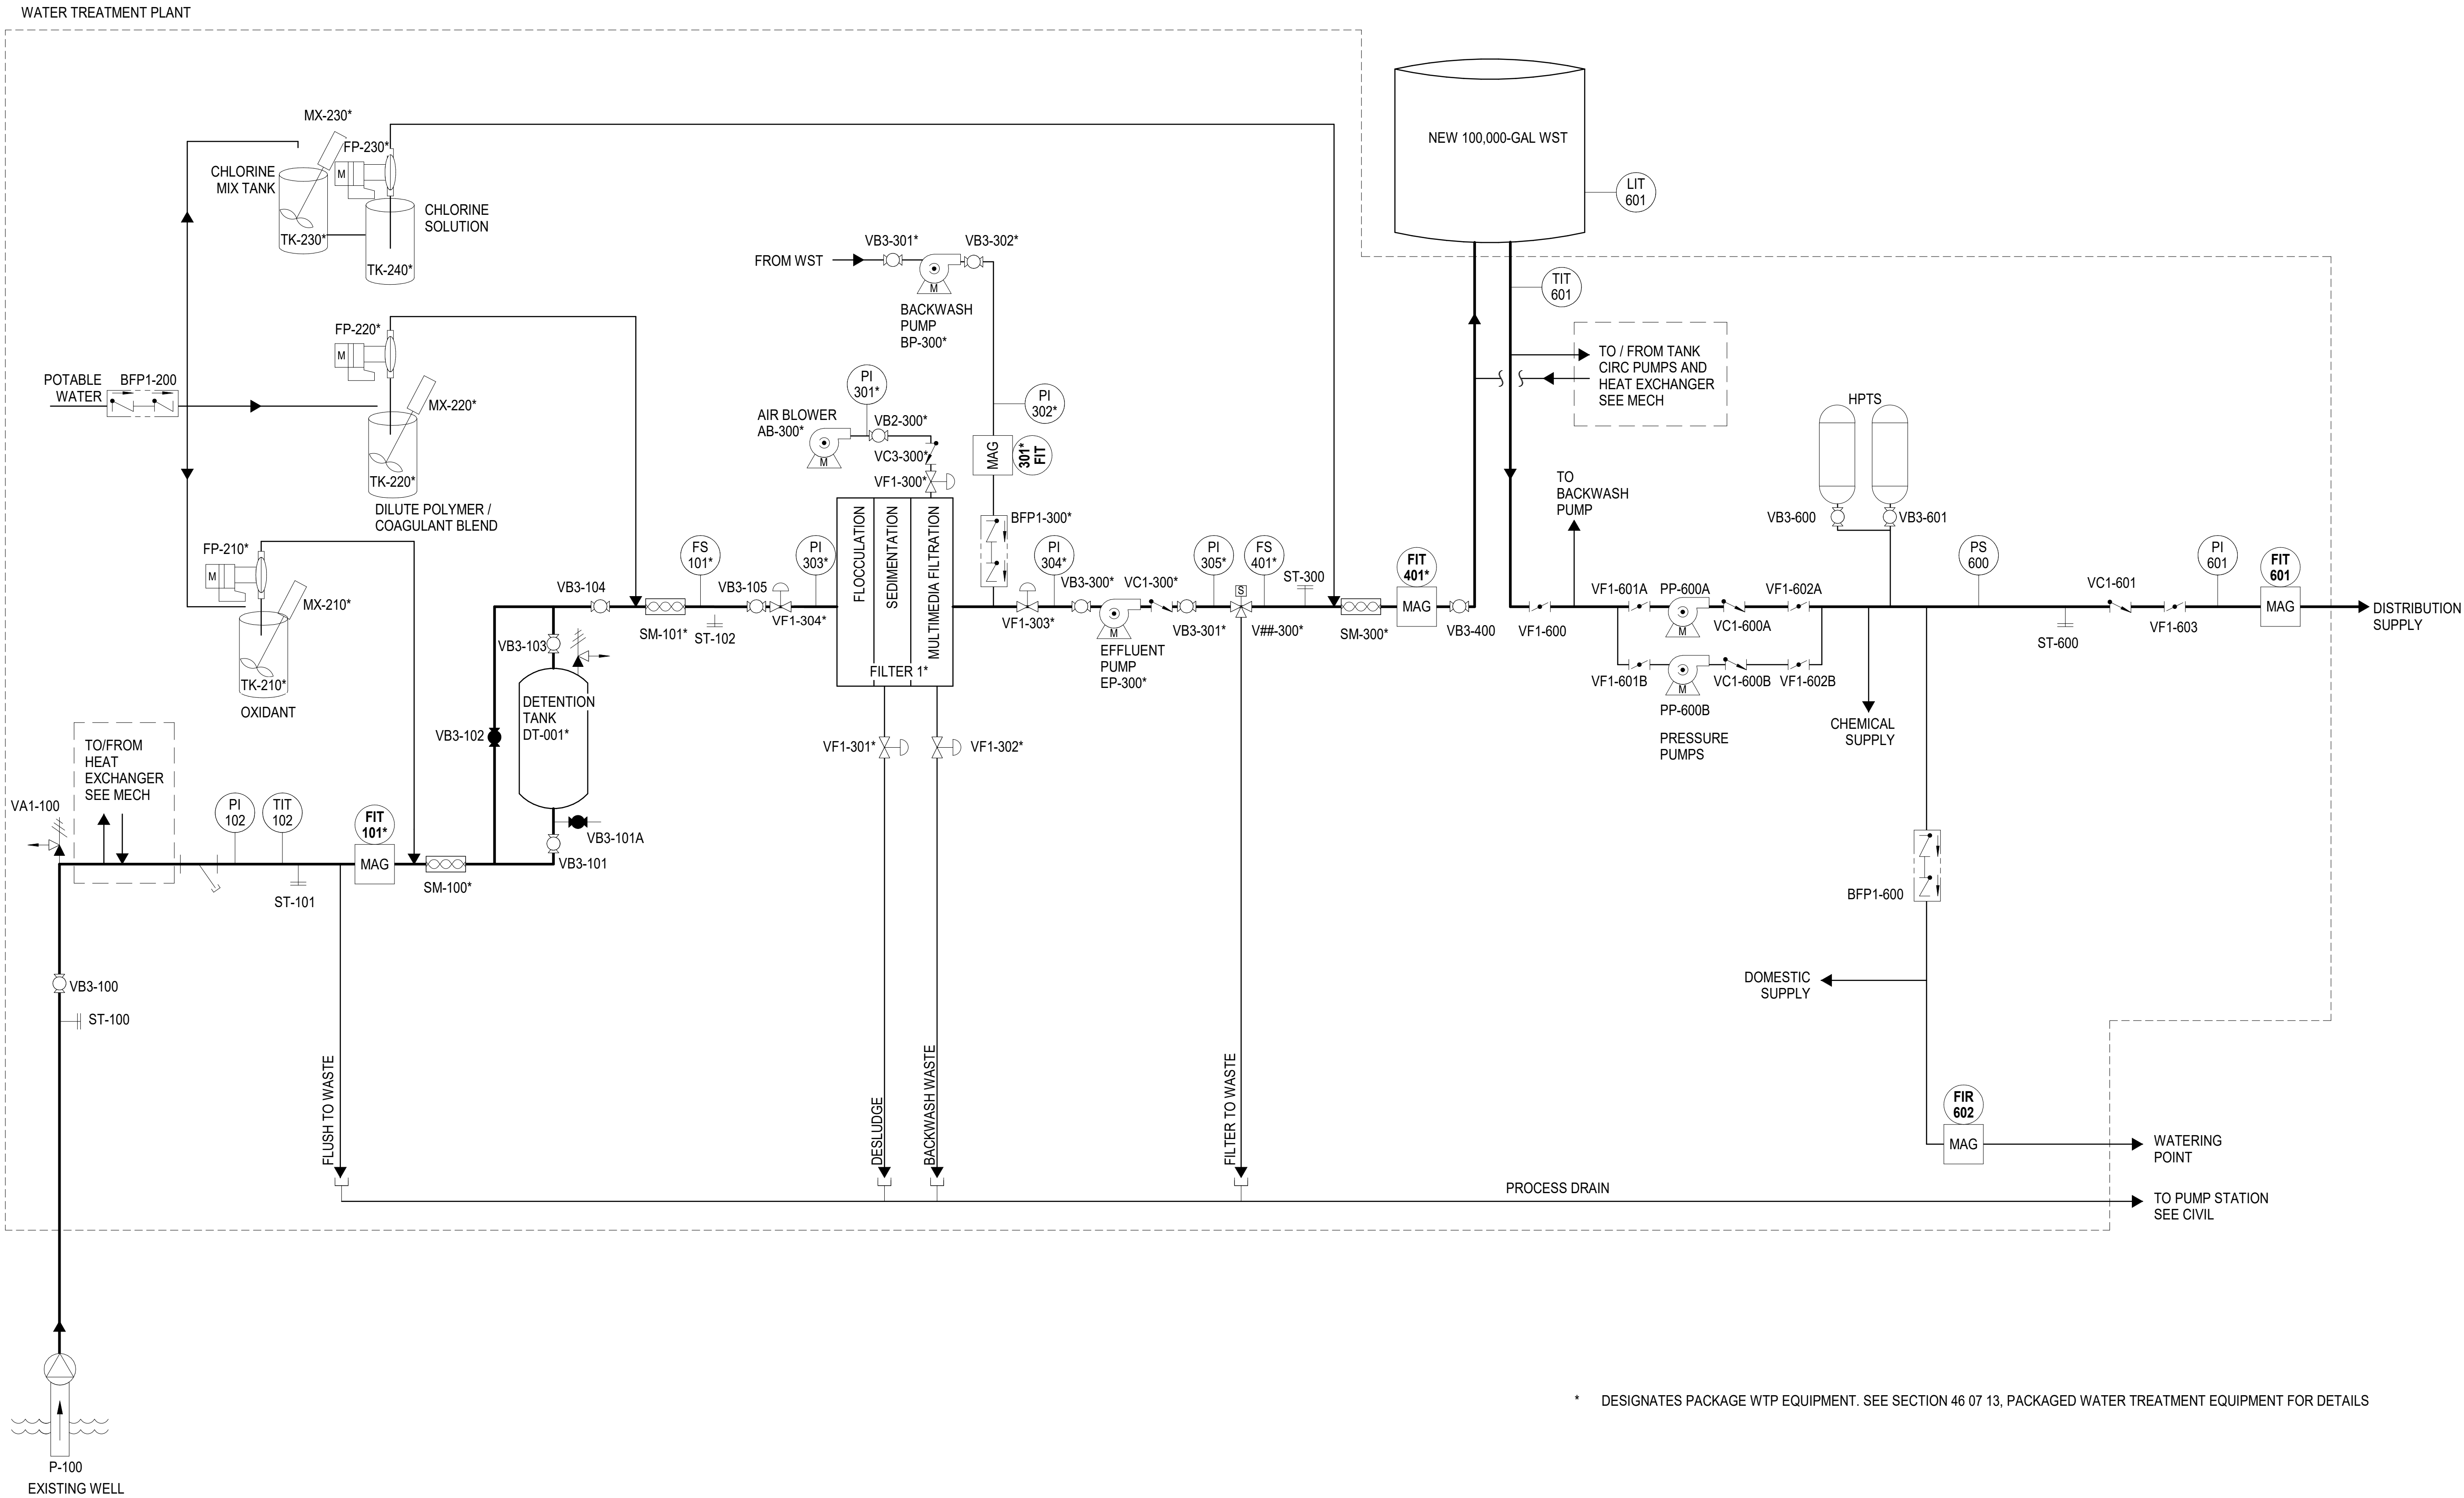 WATER TREATMENT PLANT
MX-230*
FP-230*
M
CHLORINE
MIX TANK
TK-230*
CHLORINE
SOLUTION
TK-240*
NEW 100,000-GAL WST
LIT
601
FROM WST
VB3-301*
VB3-302*
M
BACKWASH
PUMP
BP-300*
TIT
601
FP-220*
M
POTABLE
WATER
BFP1-200
MX-220*
TK-220*
DILUTE POLYMER /
COAGULANT BLEND
PI
301*
AIR BLOWER
AB-300*
M
VB2-300*
VC3-300*
VF1-300*
PI
302*
MAG
301*
FIT
TO / FROM TANK
CIRC PUMPS AND
HEAT EXCHANGER
SEE MECH
HPTS
VB3-600
VB3-601
TO
BACKWASH
PUMP
FP-210*
M
MX-210*
TK-210*
OXIDANT
VB3-104
FS
101*
VB3-105
PI
303*
SM-101*
ST-102
VF1-304*
FLOCCULATION
SEDIMENTATION
MULTIMEDIA FILTRATION
FILTER 1*
BFP1-300*
PI
304*
VB3-300*
VC1-300*
PI
305*
FS
401*
ST-300
S
VF1-303*
EFFLUENT
PUMP
EP-300*
M
VB3-301*
V##-300*
SM-300*
FIT
401*
MAG
VB3-400
VF1-600
VF1-601A
PP-600A
M
VC1-600A
VF1-602A
VF1-601B
M
PP-600B
VC1-600B
VF1-602B
PRESSURE
PUMPS
CHEMICAL
SUPPLY
PS
600
ST-600
VC1-601
VF1-603
PI
601
FIT
601
MAG
DISTRIBUTION
SUPPLY
VB3-103
DETENTION
TANK
DT-001*
VB3-102
VB3-101A
VB3-101
VF1-301*
VF1-302*
TO/FROM
HEAT
EXCHANGER
SEE MECH
VA1-100
PI
102
TIT
102
ST-101
FIT
101*
MAG
SM-100*
BFP1-600
DOMESTIC
SUPPLY
VB3-100
ST-100
FLUSH TO WASTE
DESLUDGE
BACKWASH WASTE
FILTER TO WASTE
FIR
602
MAG
WATERING
POINT
PROCESS DRAIN
TO PUMP STATION
SEE CIVIL
* DESIGNATES PACKAGE WTP EQUIPMENT. SEE SECTION 46 07 13, PACKAGED WATER TREATMENT EQUIPMENT FOR DETAILS
P-100
EXISTING WELL